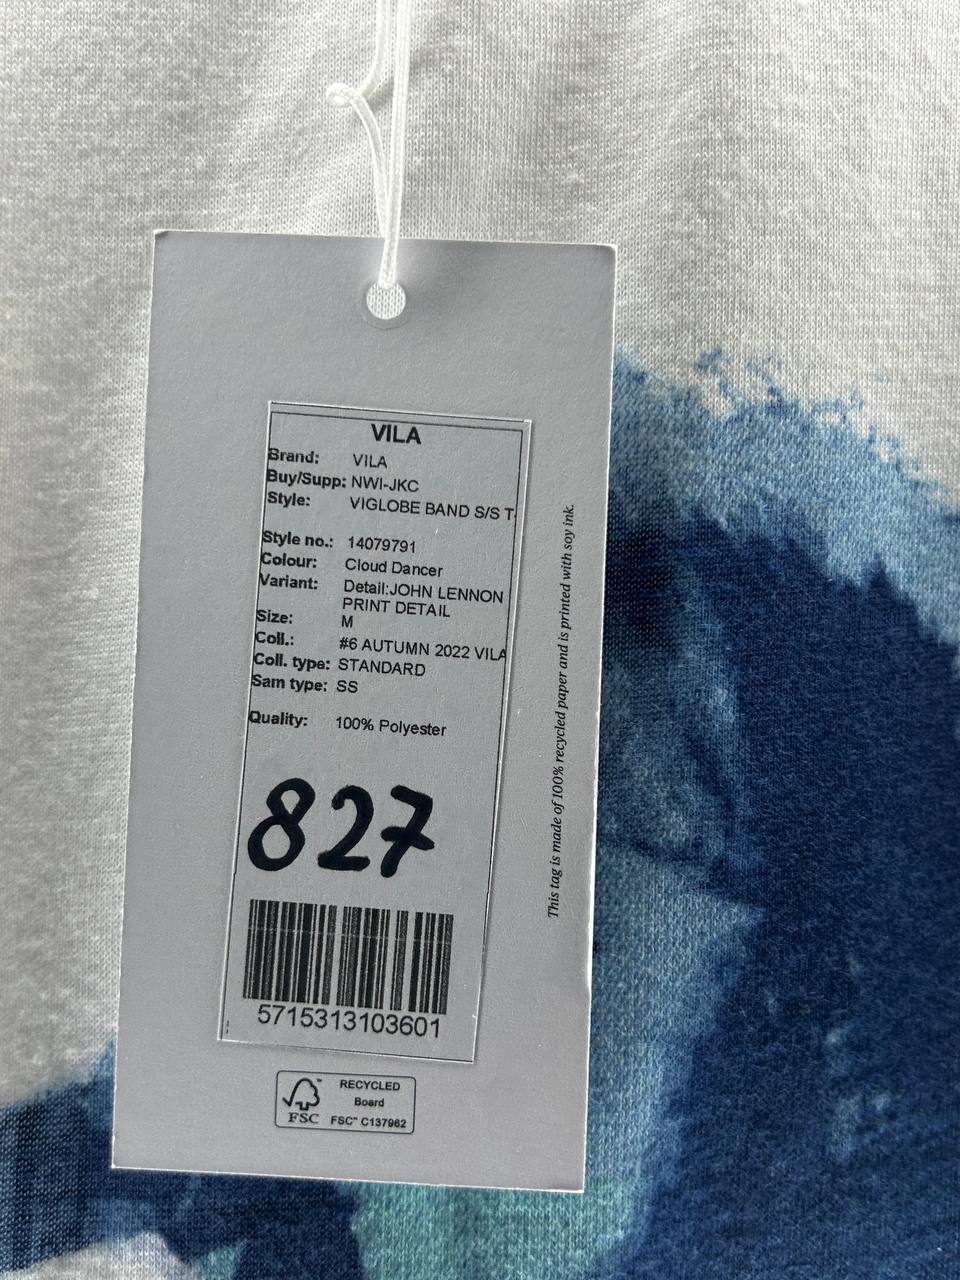 VILA
Brand: VILA
Buy/Supp: NWI-JKC
Style: VIGLOBE BAND S/S T-
Style no.: 14079791
Colour: Cloud Dancer
Variant: Detail:JOHN LENNON
PRINT DETAIL
Size: M
Coll.: #6 AUTUMN 2022 VILA
Coll. type: STANDARD
Sam type: SS
Quality: 100% Polyester
827
5715313103601
This tag is made of 100% recycled paper and is printed with soy ink.
FSC™
RECYCLED
Board
FSC™ C137962